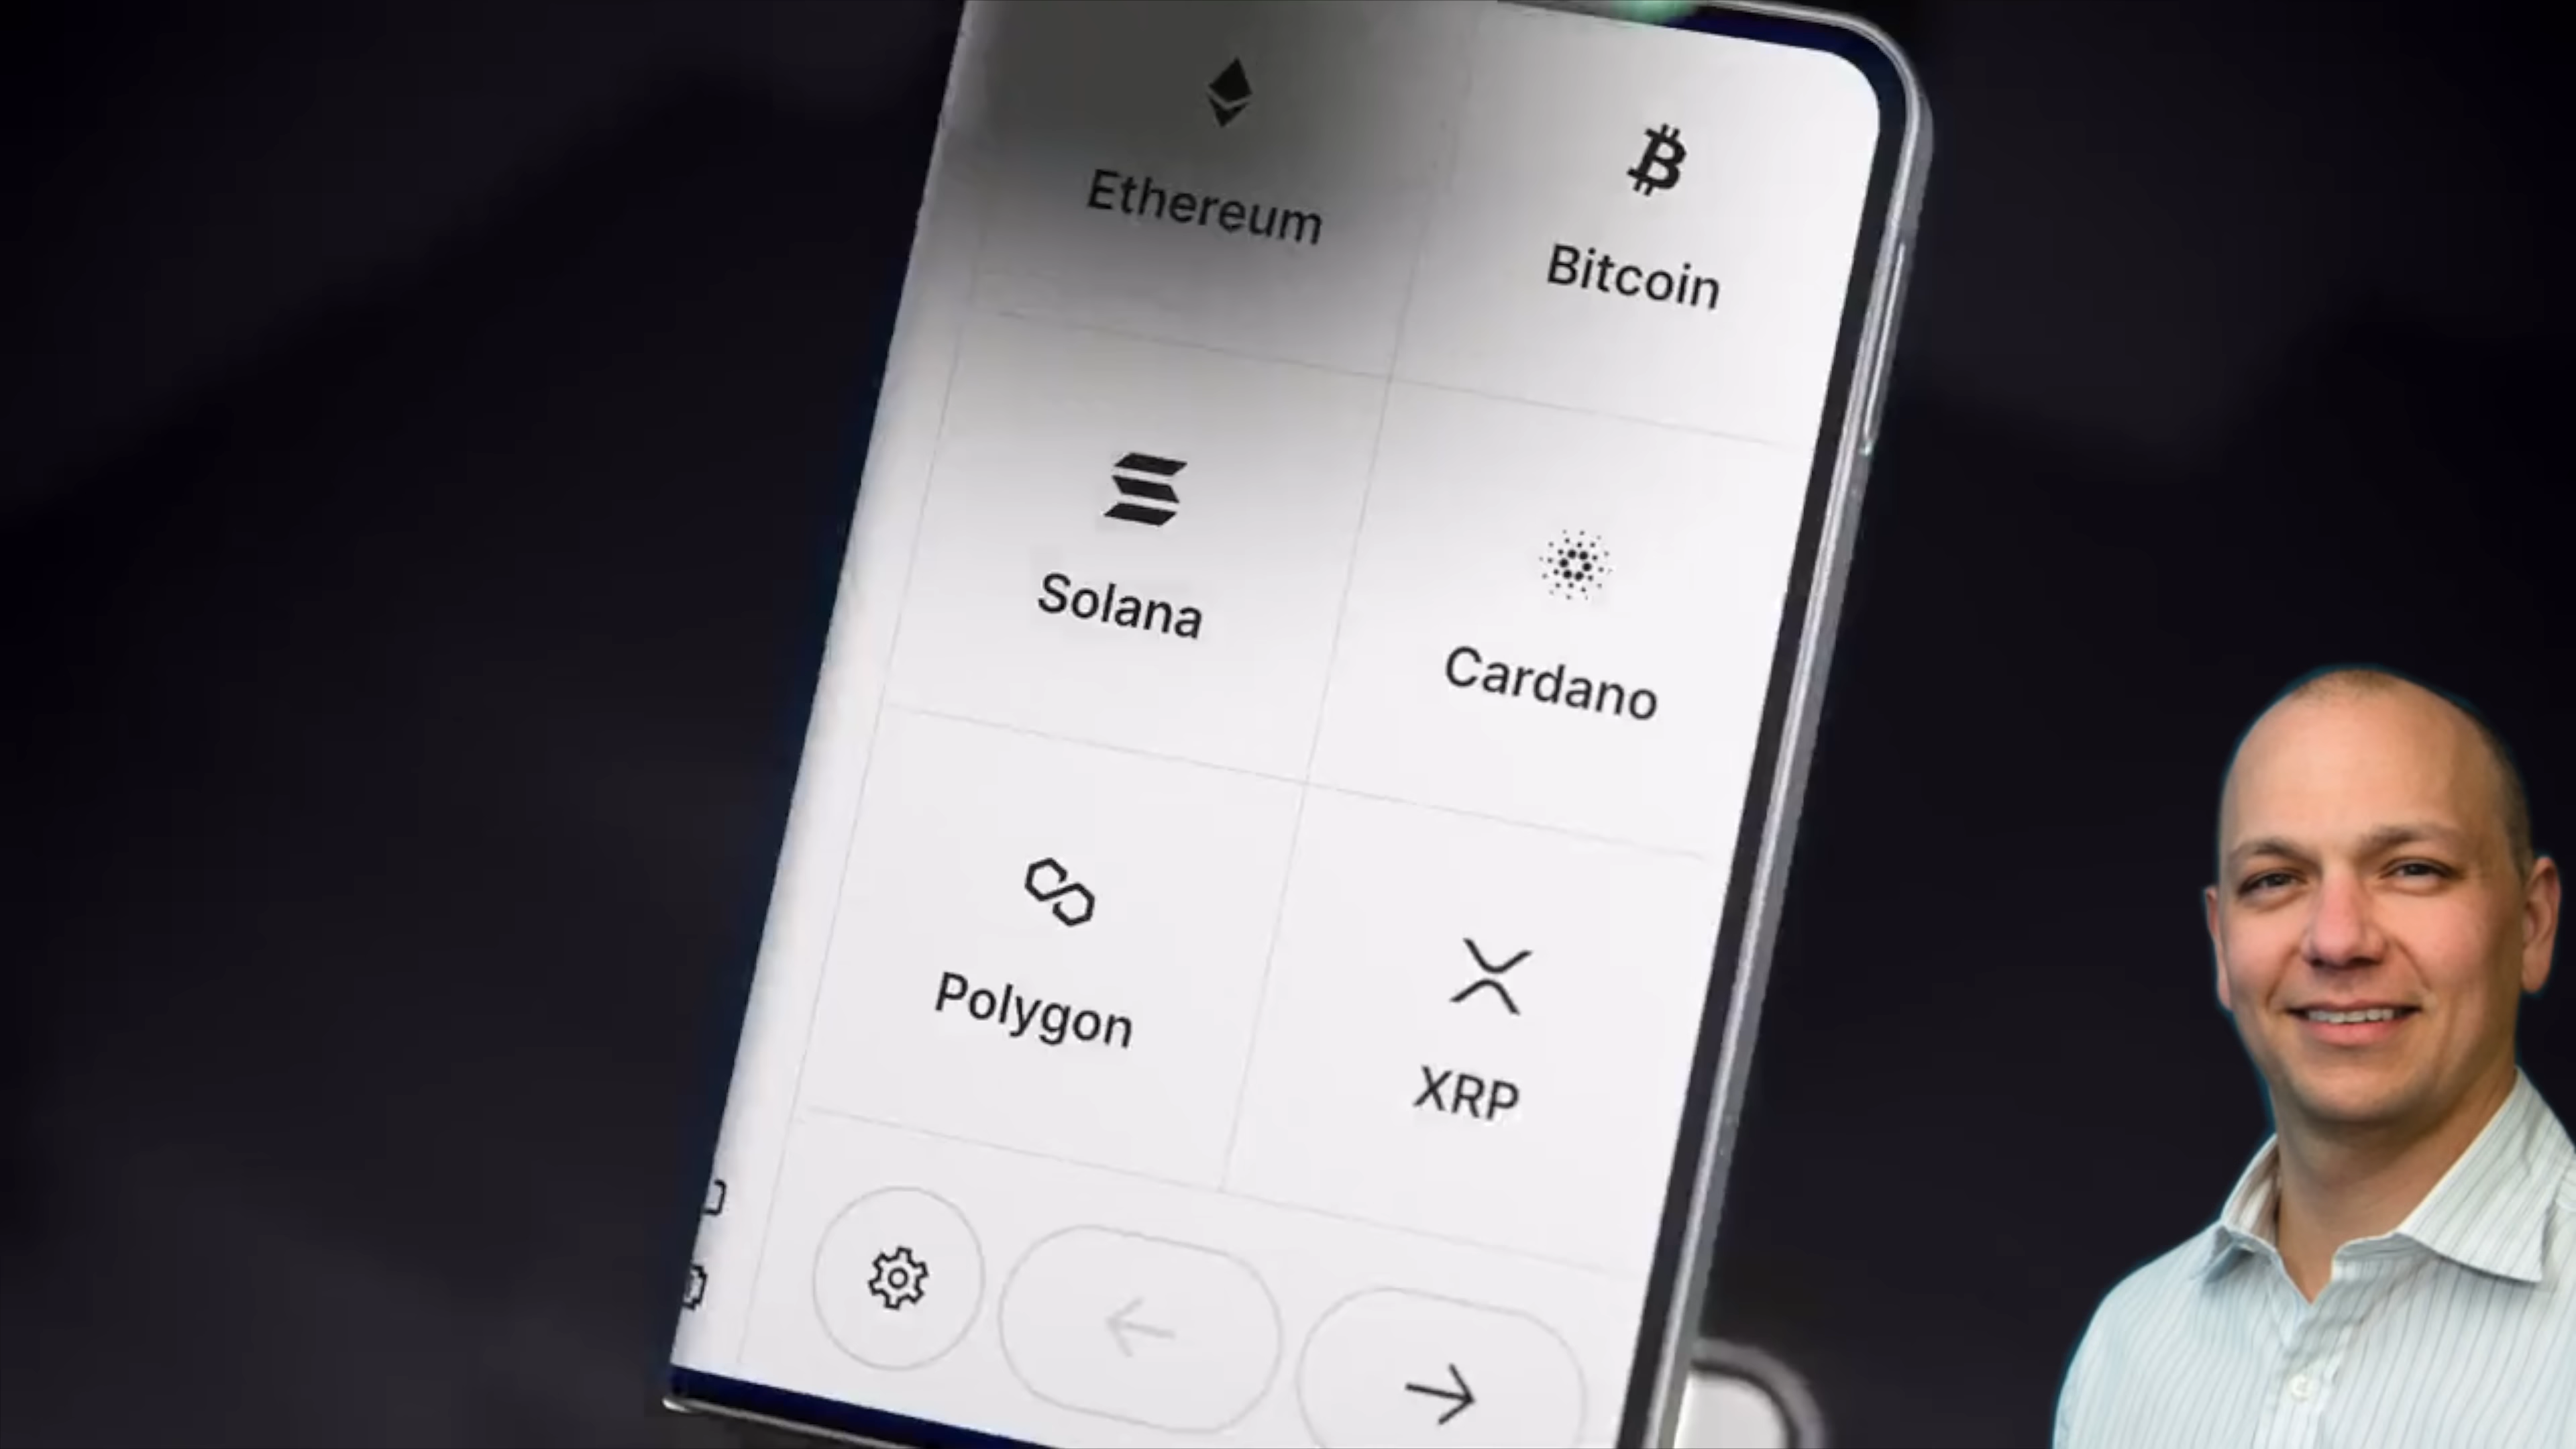 Ethereum
Bitcoin
Solana
Cardano
Polygon
XRP